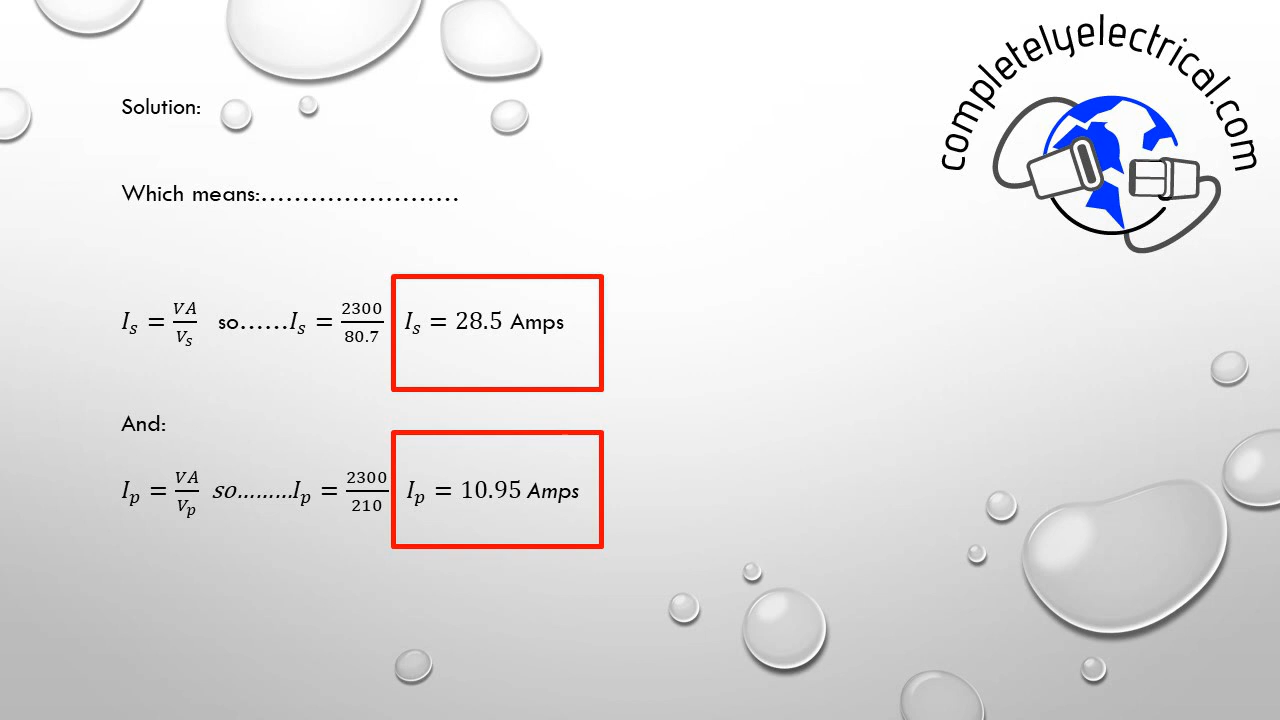 completelyelectrical.com
Solution:
Which means:........................
I_s = VA/V_s so......I_s = 2300/80.7 I_s = 28.5 Amps
And:
I_p = VA/V_p so.........I_p = 2300/210 I_p = 10.95 Amps